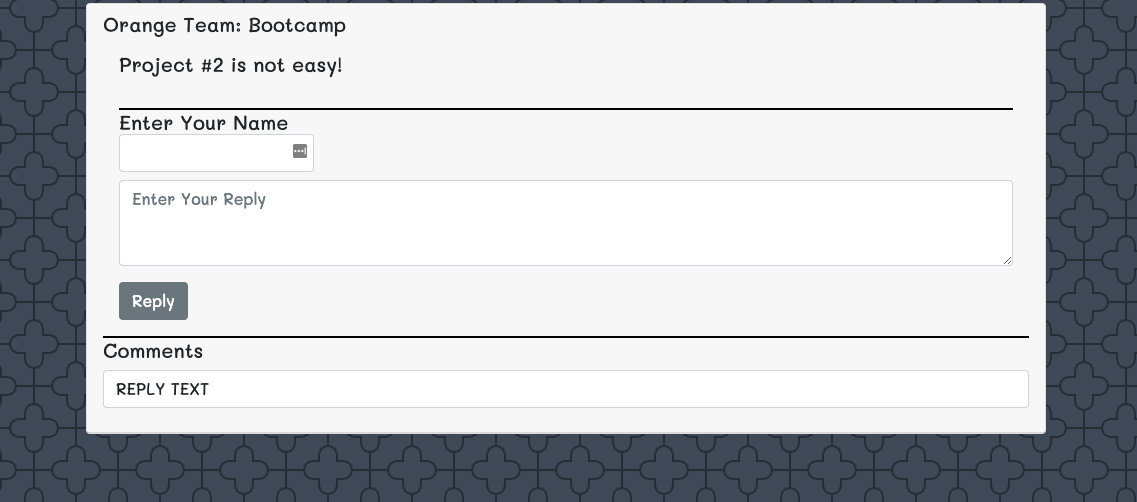 Orange Team: Bootcamp
Project #2 is not easy!
Enter Your Name
Enter Your Reply
Reply
Comments
REPLY TEXT